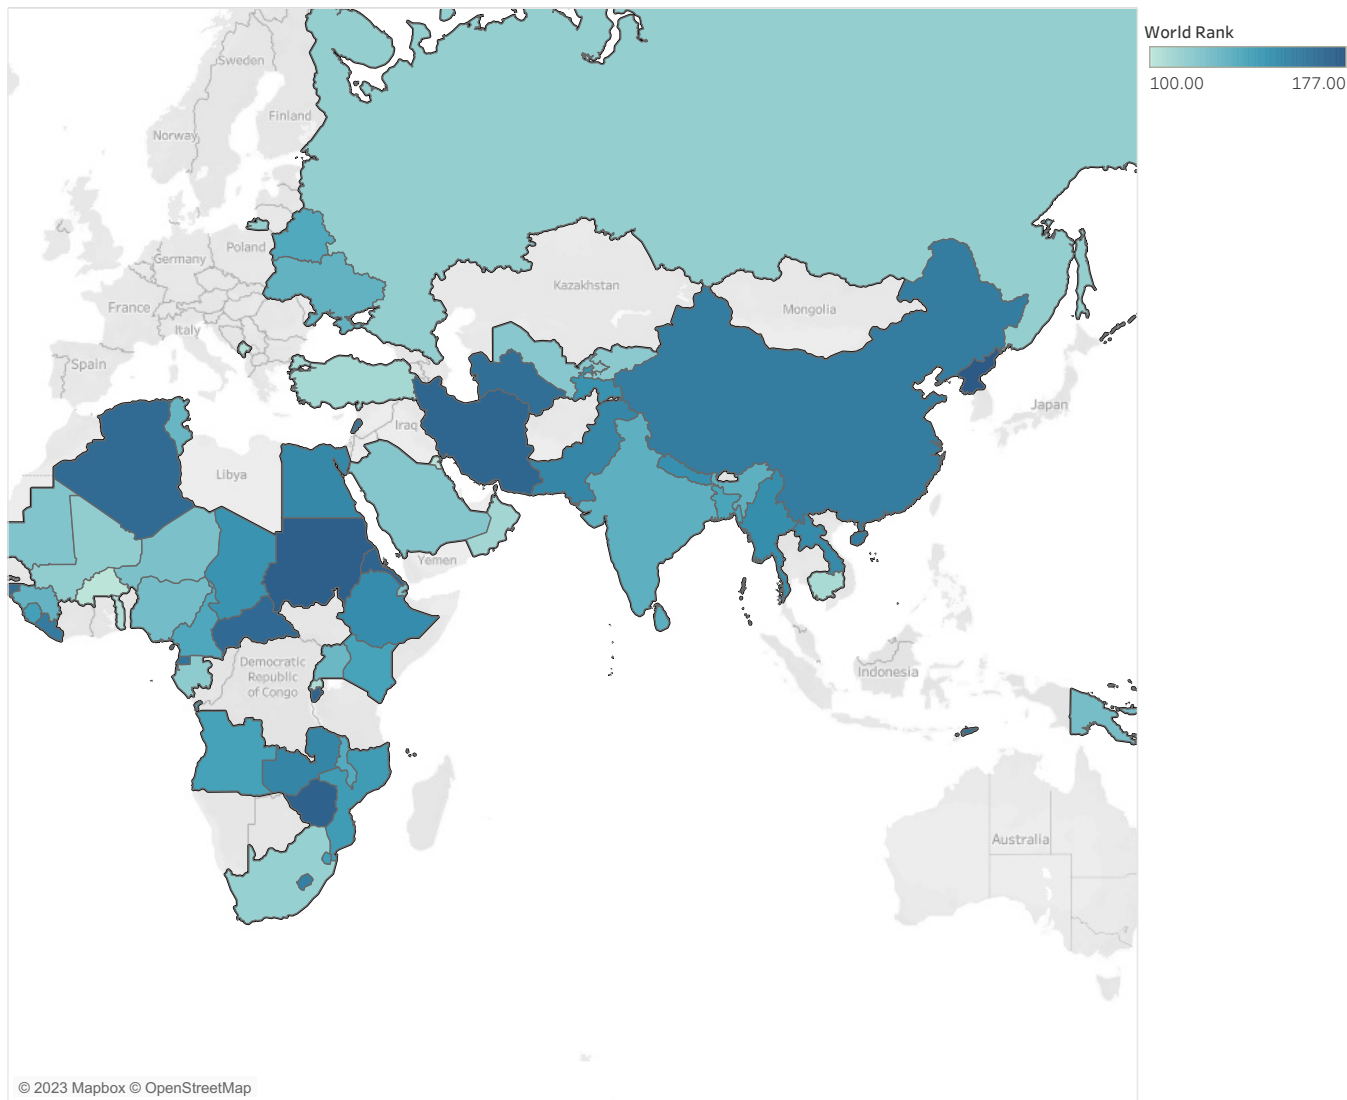 World Rank
100.00
177.00
Sweden
Finland
Norway
Poland
Germany
France
Italy
Spain
Kazakhstan
Mongolia
Japan
Iraq
Libya
Yemen
Democratic
Republic
of Congo
Indonesia
Australia
© 2023 Mapbox © OpenStreetMap